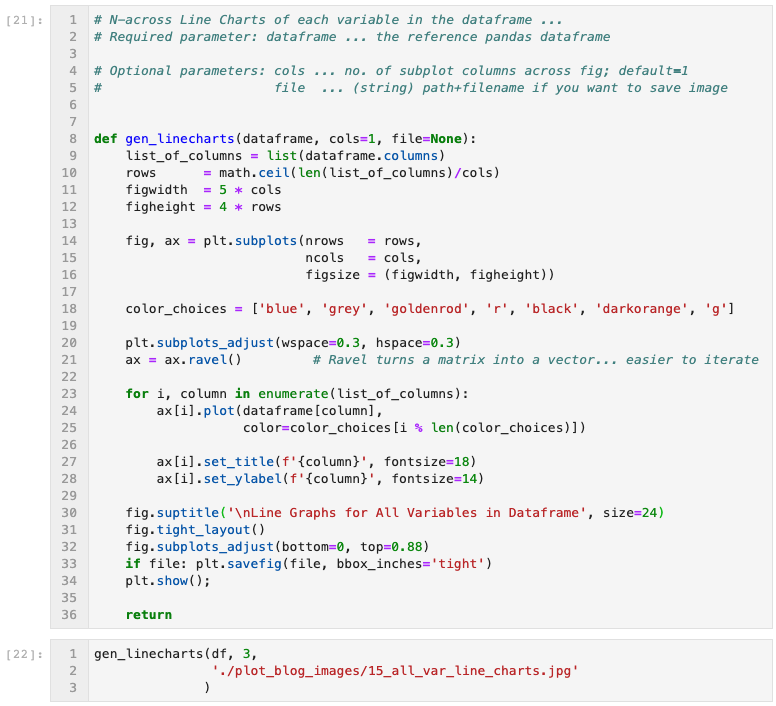 [21]:
1 # N-across Line Charts of each variable in the dataframe ...
2 # Required parameter: dataframe ... the reference pandas dataframe
3
4 # Optional parameters: cols ... no. of subplot columns across fig; default=1
5 #                      file  ... (string) path+filename if you want to save image
6
7
8 def gen_linecharts(dataframe, cols=1, file=None):
9     list_of_columns = list(dataframe.columns)
10     rows      = math.ceil(len(list_of_columns)/cols)
11     figwidth  = 5 * cols
12     figheight = 4 * rows
13
14     fig, ax = plt.subplots(nrows   = rows,
15                            ncols   = cols,
16                            figsize = (figwidth, figheight))
17
18     color_choices = ['blue', 'grey', 'goldenrod', 'r', 'black', 'darkorange', 'g']
19
20     plt.subplots_adjust(wspace=0.3, hspace=0.3)
21     ax = ax.ravel()         # Ravel turns a matrix into a vector... easier to iterate
22
23     for i, column in enumerate(list_of_columns):
24         ax[i].plot(dataframe[column],
25                    color=color_choices[i % len(color_choices)])
26
27         ax[i].set_title(f'{column}', fontsize=18)
28         ax[i].set_ylabel(f'{column}', fontsize=14)
29
30     fig.suptitle('\nLine Graphs for All Variables in Dataframe', size=24)
31     fig.tight_layout()
32     fig.subplots_adjust(bottom=0, top=0.88)
33     if file: plt.savefig(file, bbox_inches='tight')
34     plt.show();
35
36     return
[22]:
1 gen_linecharts(df, 3,
2                './plot_blog_images/15_all_var_line_charts.jpg'
3               )